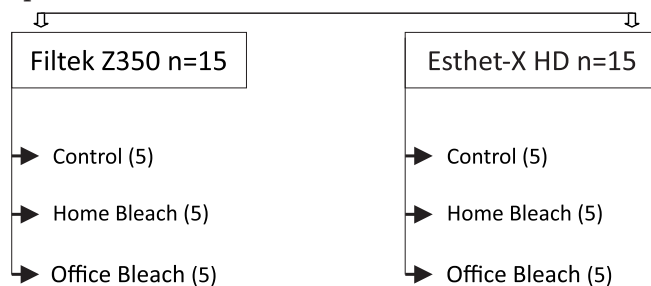 Filtek Z350 n=15
Control (5)
Home Bleach (5)
Office Bleach (5)
Esthet-X HD n=15
Control (5)
Home Bleach (5)
Office Bleach (5)